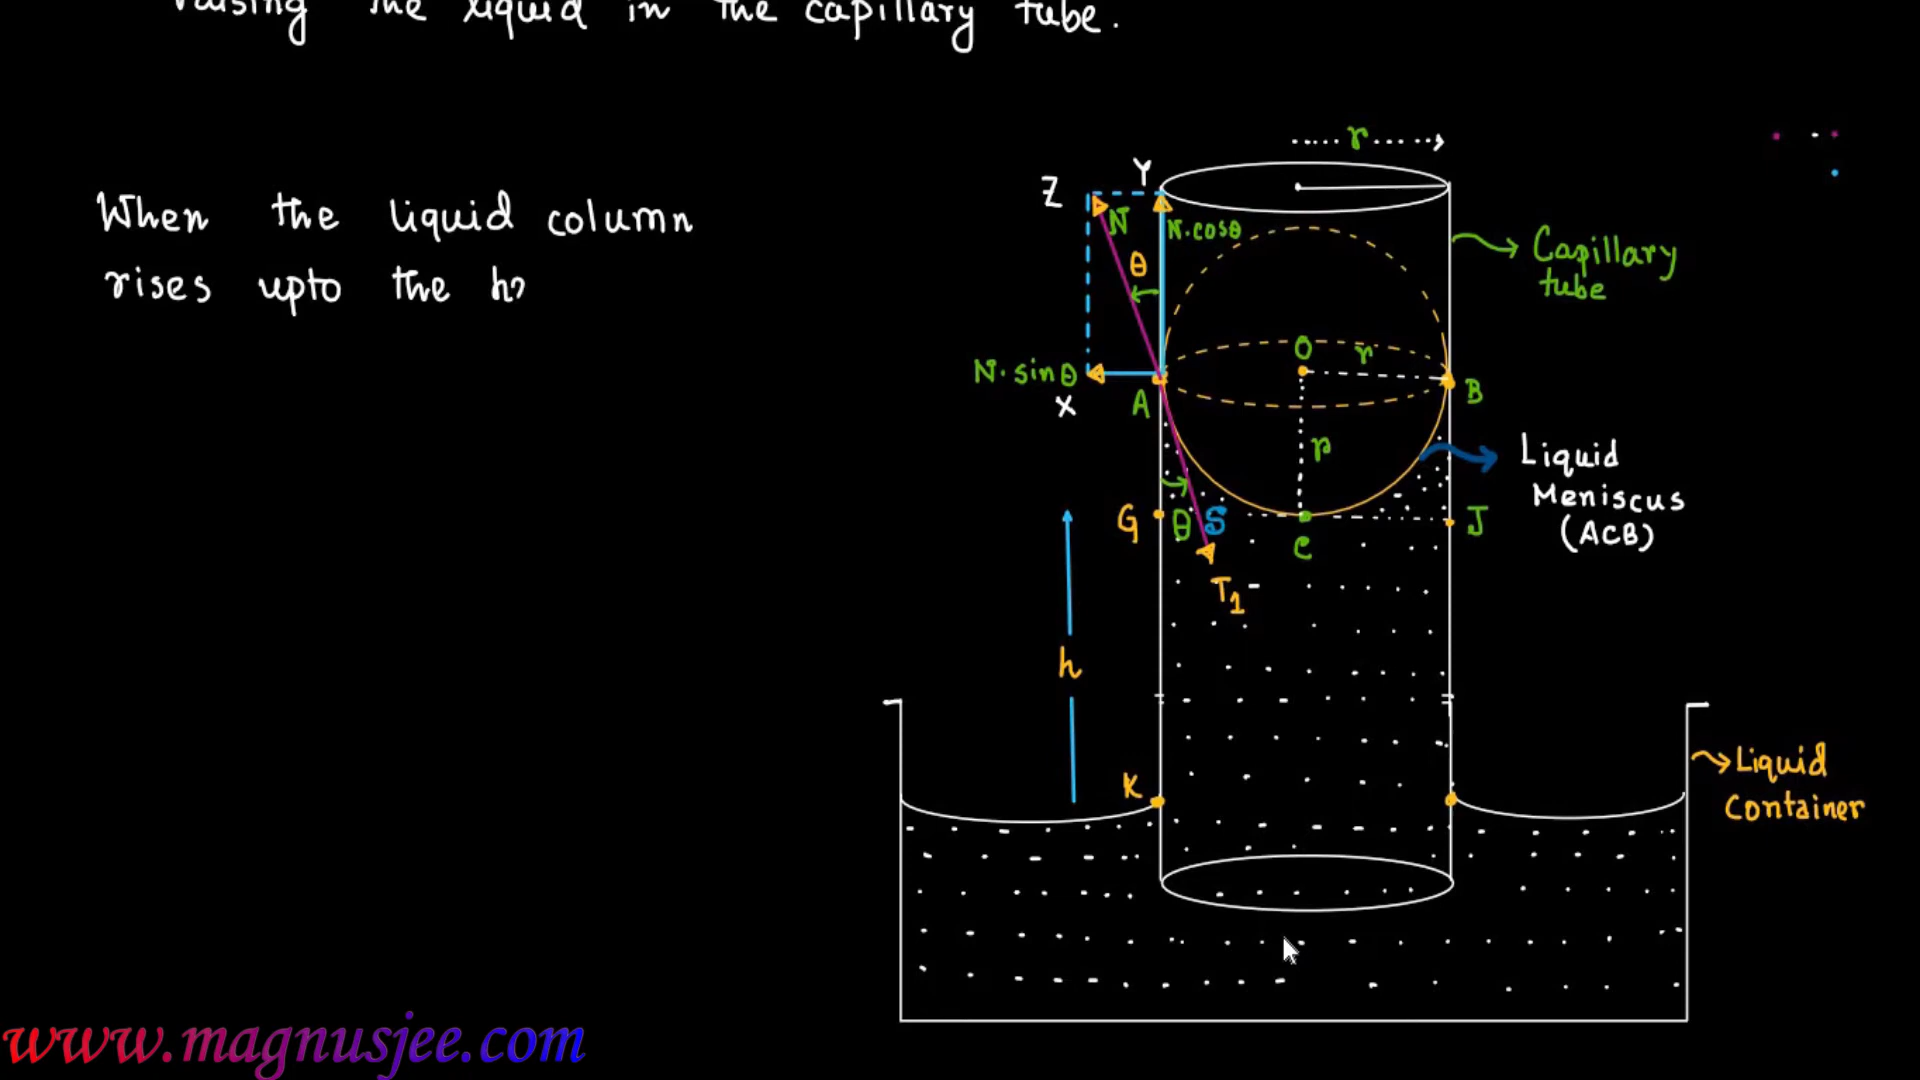 raising the liquid in the capillary tube.
When the liquid column
rises upto the h
r
Z
Y
N
N·cosθ
θ
Capillary
tube
N·sinθ
X
A
O
r
B
r
Liquid
Meniscus
(ACB)
G
θ
S
C
J
T1
h
K
Liquid
Container
www.magnusjee.com